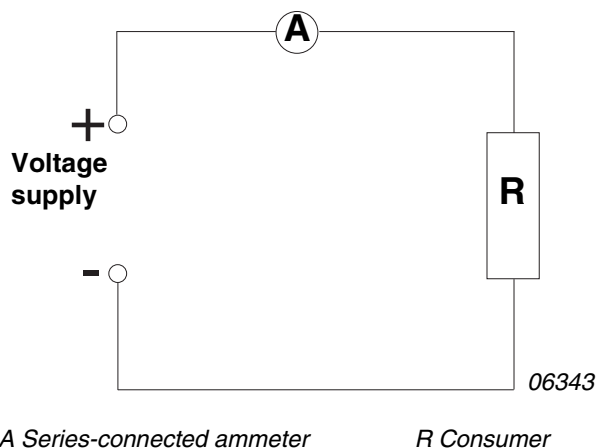 A
+
Voltage
supply
R
-
06343
A Series-connected ammeter R Consumer